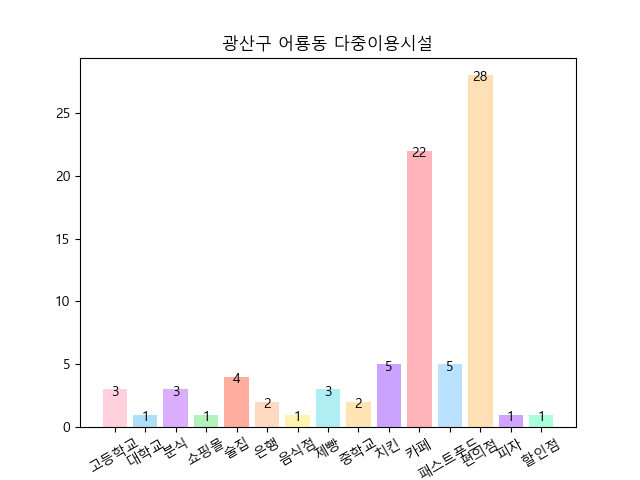 광산구 어룡동 다중이용시설
25
20
15
10
5
0
3
1
3
1
4
2
1
3
2
5
22
5
28
1
1
고등학교
대학교
분식
쇼핑몰
술집
은행
음식점
제빵
중학교
치킨
카페
패스트푸드
편의점
피자
할인점